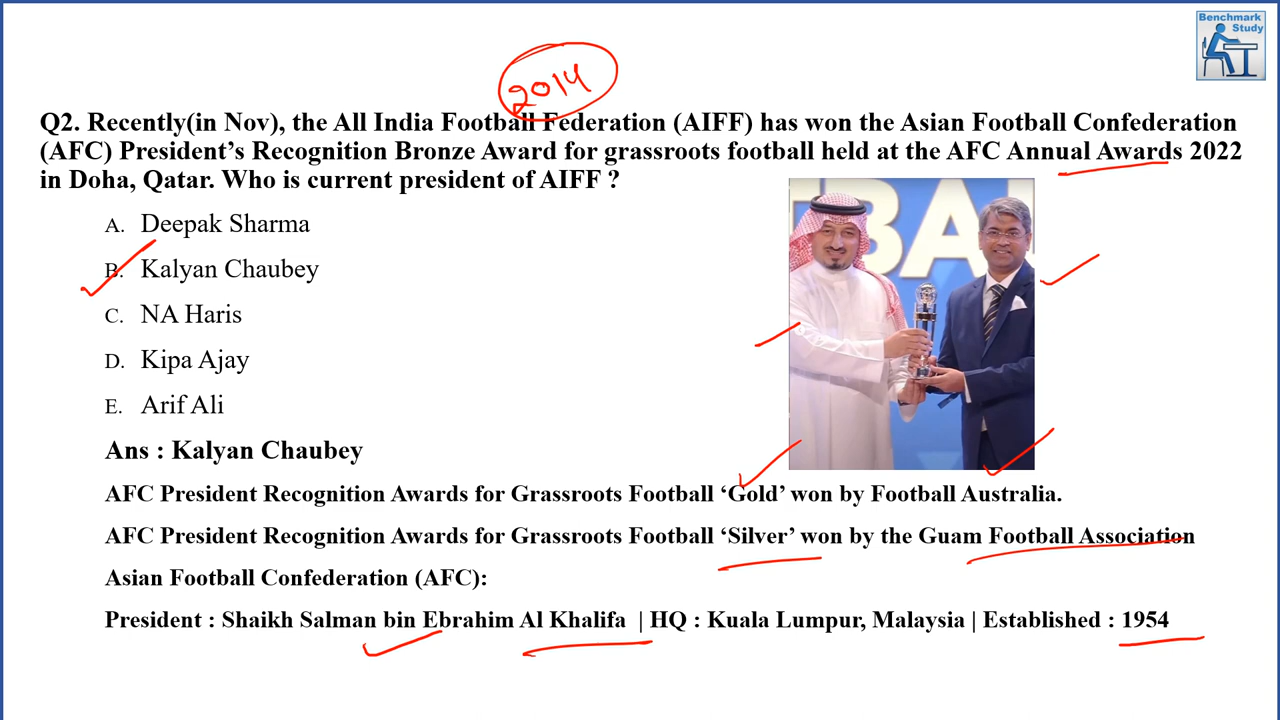 Benchmark
Study
2014
Q2. Recently(in Nov), the All India Football Federation (AIFF) has won the Asian Football Confederation
(AFC) President’s Recognition Bronze Award for grassroots football held at the AFC Annual Awards 2022
in Doha, Qatar. Who is current president of AIFF ?
A. Deepak Sharma
B. Kalyan Chaubey
C. NA Haris
D. Kipa Ajay
E. Arif Ali
Ans : Kalyan Chaubey
AFC President Recognition Awards for Grassroots Football ‘Gold’ won by Football Australia.
AFC President Recognition Awards for Grassroots Football ‘Silver’ won by the Guam Football Association
Asian Football Confederation (AFC):
President : Shaikh Salman bin Ebrahim Al Khalifa | HQ : Kuala Lumpur, Malaysia | Established : 1954